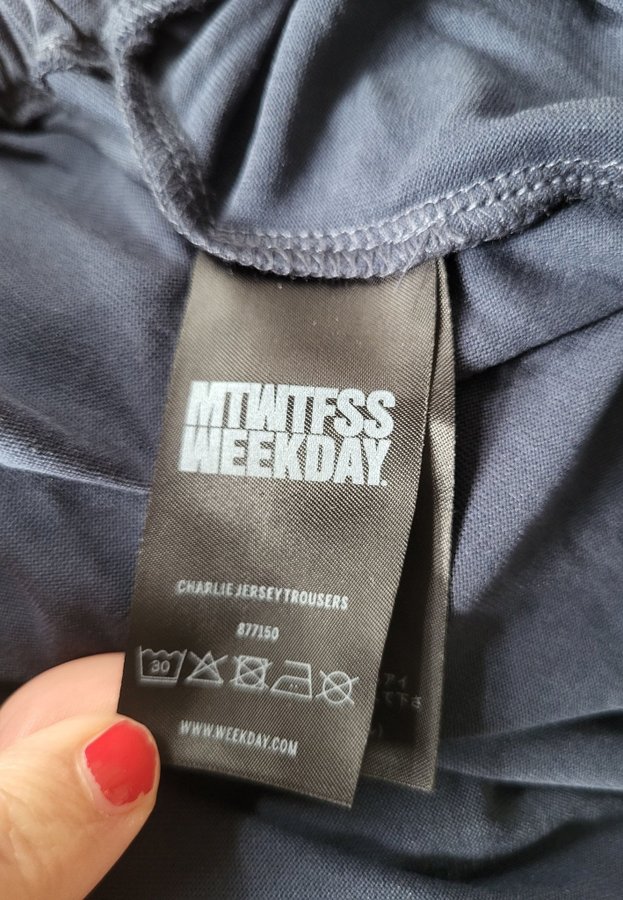 MTWTFSS
WEEKDAY.
CHARLIE JERSEY TROUSERS
877150
30
WWW.WEEKDAY.COM